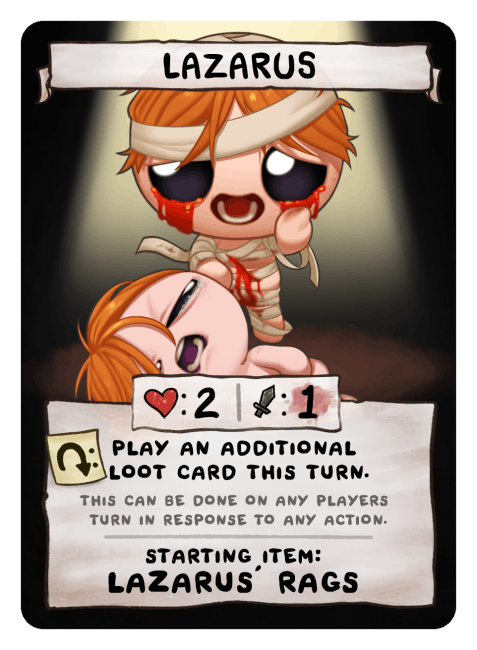 LAZARUS
:2 | :1
: PLAY AN ADDITIONAL
LOOT CARD THIS TURN.
THIS CAN BE DONE ON ANY PLAYERS
TURN IN RESPONSE TO ANY ACTION.
STARTING ITEM:
LAZARUS' RAGS